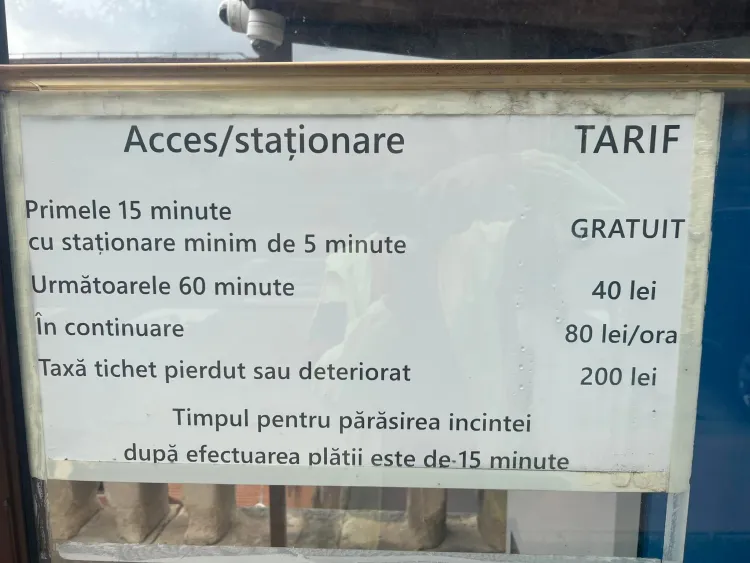 Acces/staționare TARIF
Primele 15 minute
cu staționare minim de 5 minute GRATUIT
Următoarele 60 minute 40 lei
În continuare 80 lei/ora
Taxă tichet pierdut sau deteriorat 200 lei
Timpul pentru părăsirea incintei
după efectuarea plății este de 15 minute